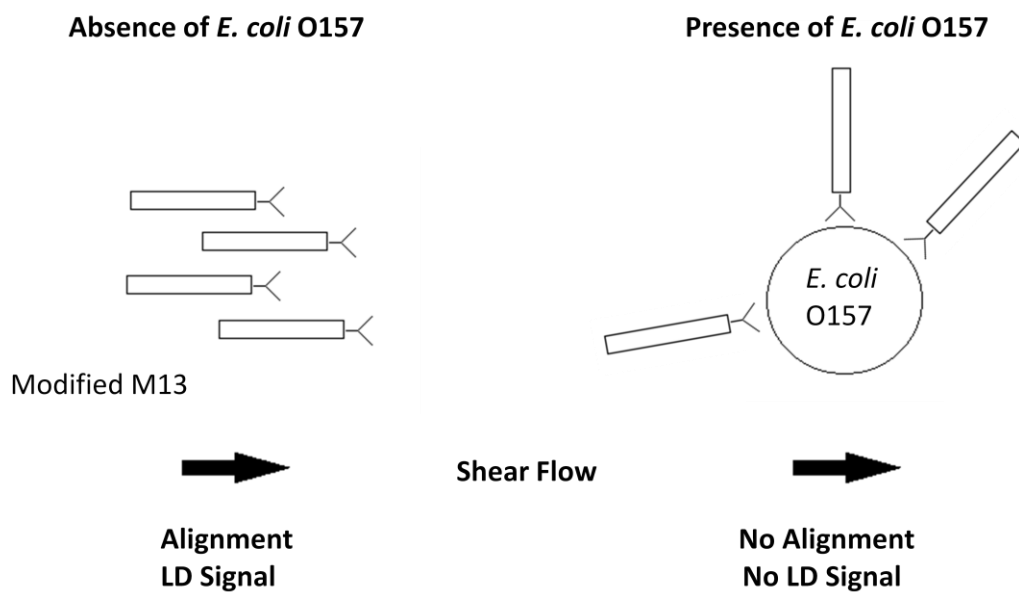 Absence of E. coli O157
Presence of E. coli O157
E. coli
O157
Modified M13
Shear Flow
Alignment
LD Signal
No Alignment
No LD Signal